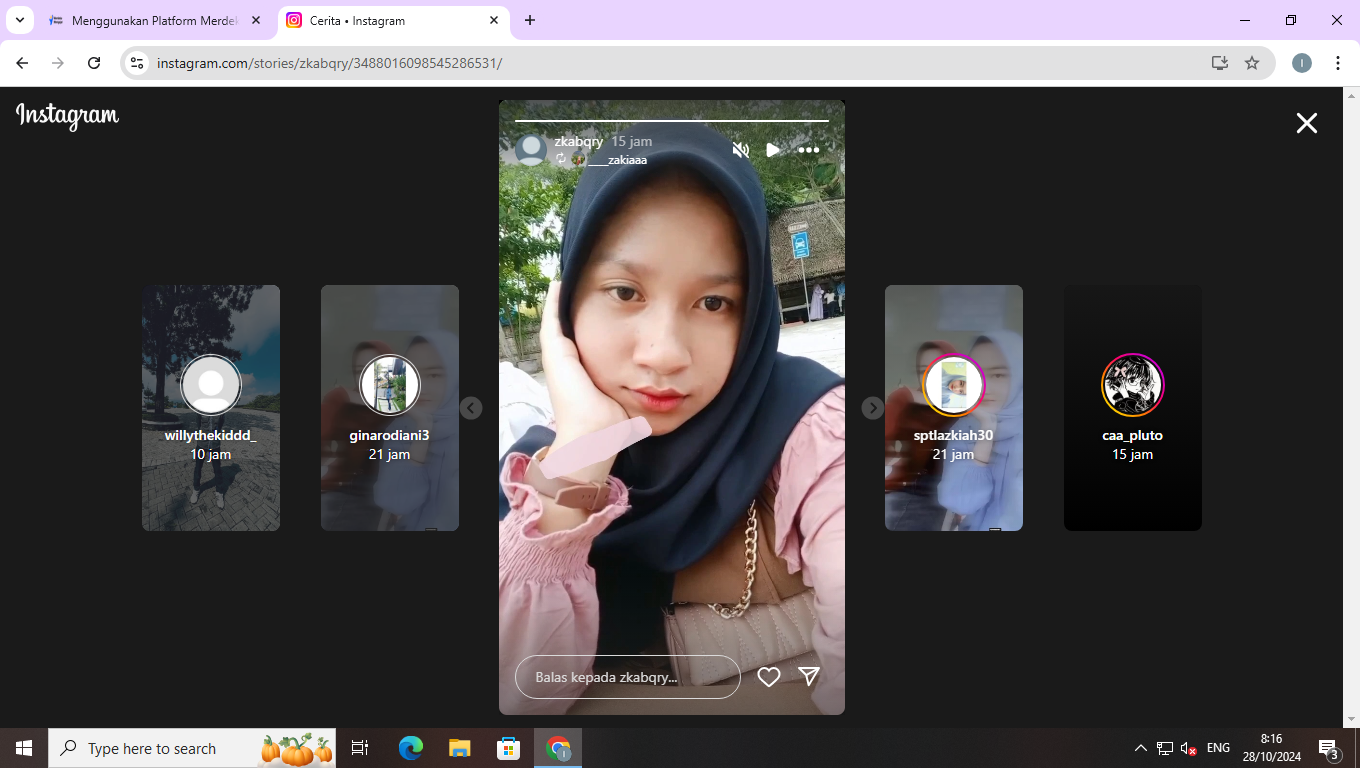 Menggunakan Platform Merdek
Cerita • Instagram
instagram.com/stories/zkabqry/3488016098545286531/
I
Instagram
zkabqry 15 jam
____zakiaaa
willythekiddd_
10 jam
ginarodiani3
21 jam
sptlazkiah30
21 jam
caa_pluto
15 jam
Balas kepada zkabqry...
Type here to search
I
ENG
8:16
28/10/2024
3